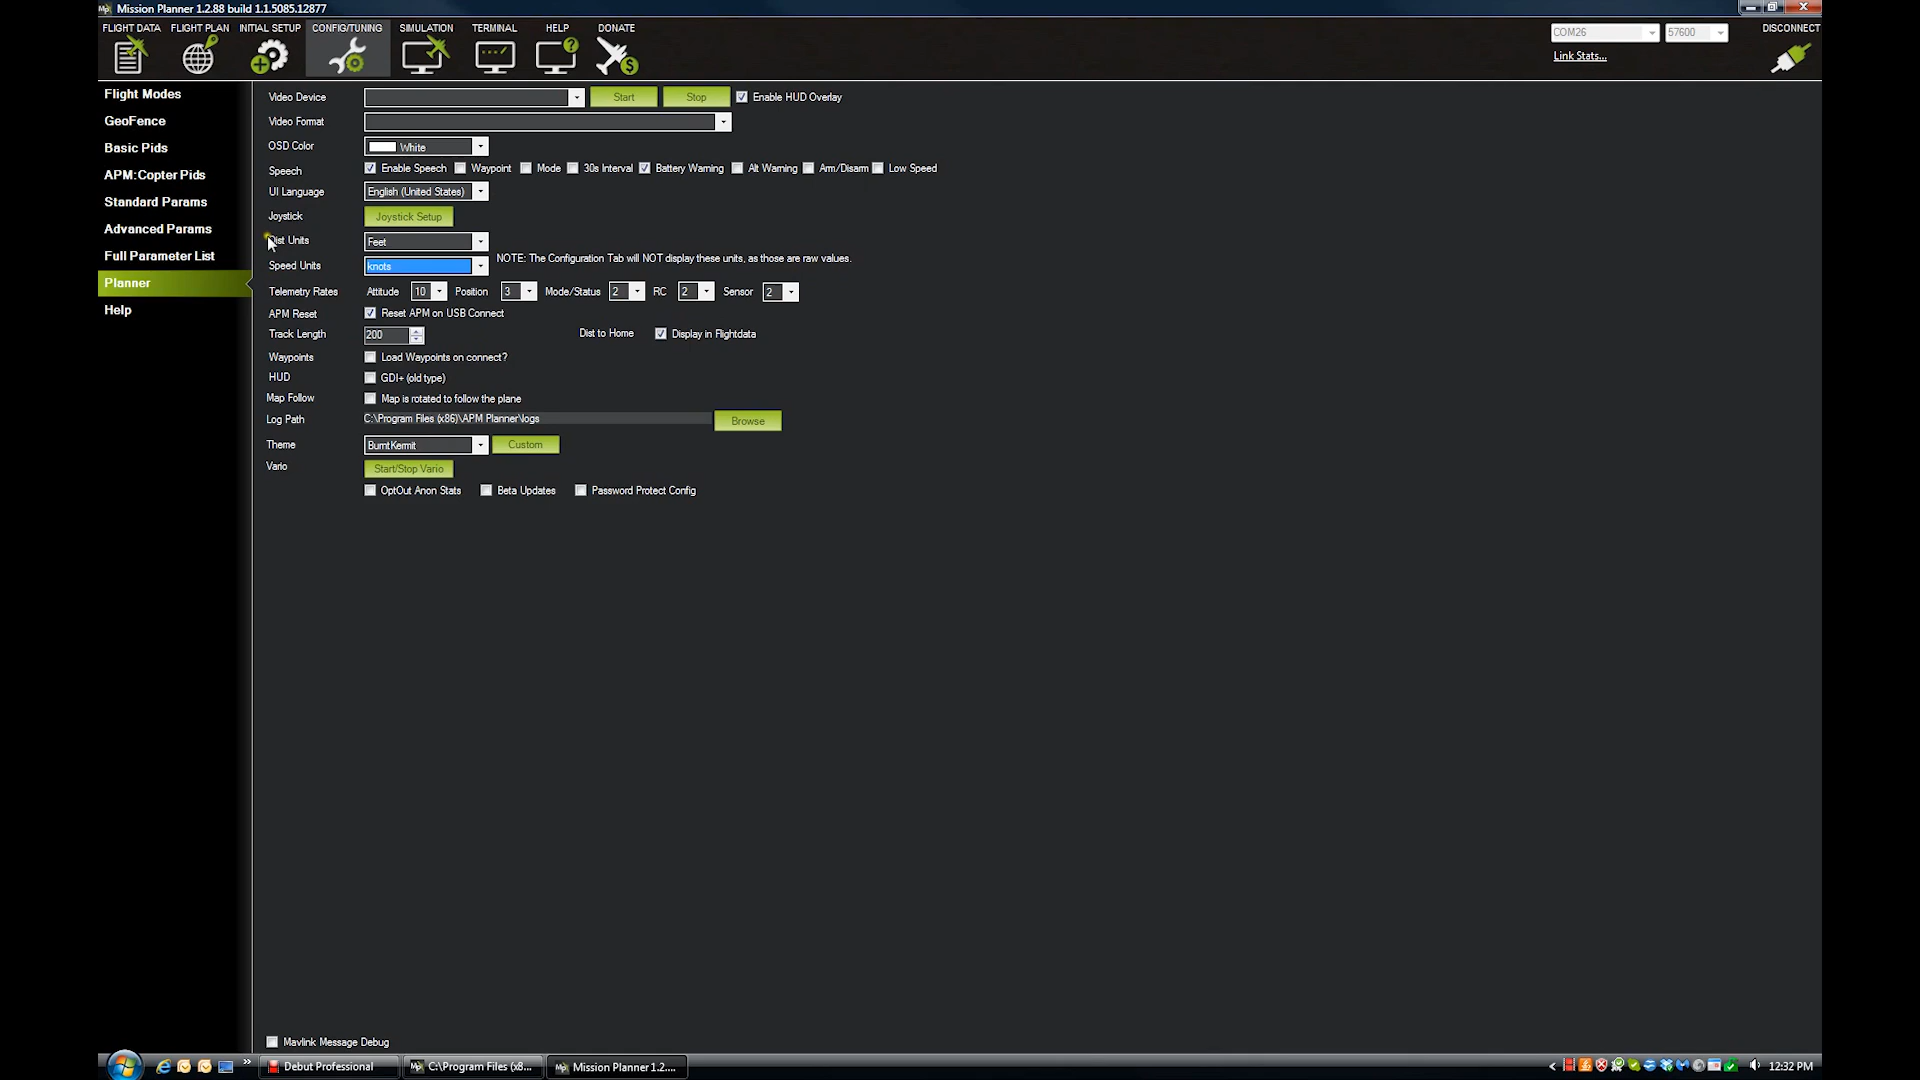 Mission Planner 1.2.88 build 1.1.5085.12877
FLIGHT DATA FLIGHT PLAN INITIAL SETUP CONFIG/TUNING SIMULATION TERMINAL HELP DONATE COM26 57600 DISCONNECT
Link Stats...
Flight Modes
GeoFence
Basic Pids
APM:Copter Pids
Standard Params
Advanced Params
Full Parameter List
Planner
Help
Video Device Start Stop Enable HUD Overlay
Video Format
OSD Color White
Speech Enable Speech Waypoint Mode 30s Interval Battery Warning Alt Warning Arm/Disarm Low Speed
UI Language English (United States)
Joystick Joystick Setup
Dist Units Feet
Speed Units knots NOTE: The Configuration Tab will NOT display these units, as those are raw values.
Telemetry Rates Attitude 10 Position 3 Mode/Status 2 RC 2 Sensor 2
APM Reset Reset APM on USB Connect
Track Length 200 Dist to Home Display in Flightdata
Waypoints Load Waypoints on connect?
HUD GDI+ (old type)
Map Follow Map is rotated to follow the plane
Log Path C:\Program Files (x86)\APM Planner\logs Browse
Theme BurntKermit Custom
Vario Start/Stop Vario
OptOut Anon Stats Beta Updates Password Protect Config
Mavlink Message Debug
Debut Professional C:\Program Files (x8... Mission Planner 1.2.... 12:32 PM